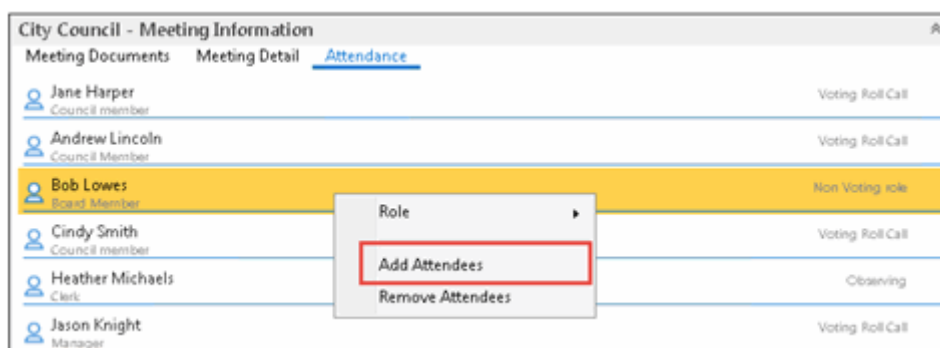 City Council - Meeting Information
Meeting Documents Meeting Detail Attendance
Jane Harper
Council member
Voting Roll Call
Andrew Lincoln
Council Member
Voting Roll Call
Bob Lowes
Board Member
Non Voting role
Role
Cindy Smith
Council member
Voting Roll Call
Add Attendees
Heather Michaels
Clerk
Observing
Remove Attendees
Jason Knight
Manager
Voting Roll Call